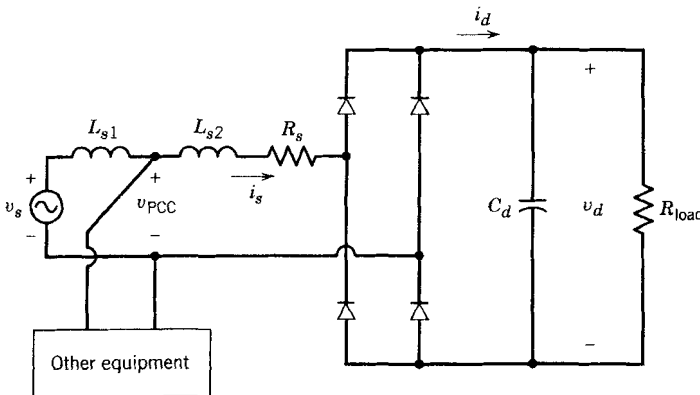 i_d
L_s1
L_s2
R_s
+
+
+
v_s
v_PCC
i_s
C_d
v_d
R_load
−
−
−
Other equipment